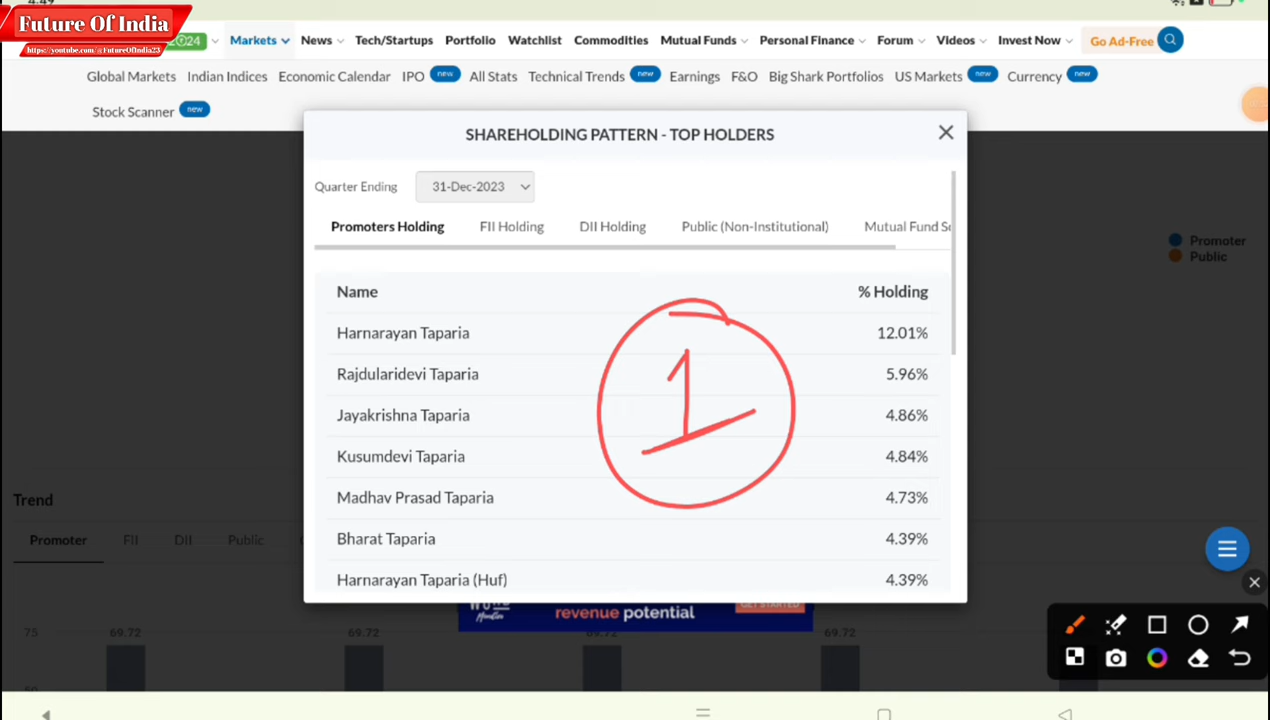 4:49
Future Of India
https://youtube.com/@FutureOfIndia23
2024 Markets News Tech/Startups Portfolio Watchlist Commodities Mutual Funds Personal Finance Forum Videos Invest Now Go Ad-Free
Global Markets Indian Indices Economic Calendar IPO new All Stats Technical Trends new Earnings F&O Big Shark Portfolios US Markets new Currency new
Stock Scanner new
SHAREHOLDING PATTERN - TOP HOLDERS
Quarter Ending 31-Dec-2023
Promoters Holding FII Holding DII Holding Public (Non-Institutional) Mutual Fund
Promoter
Public
Name % Holding
Harnarayan Taparia 12.01%
Rajdularidevi Taparia 5.96%
Jayakrishna Taparia 4.86%
Kusumdevi Taparia 4.84%
Madhav Prasad Taparia 4.73%
Bharat Taparia 4.39%
Harnarayan Taparia (Huf) 4.39%
1
Trend
Promoter FII DII Public
revenue potential
GET STARTED
75 69.72 69.72 69.72 69.72